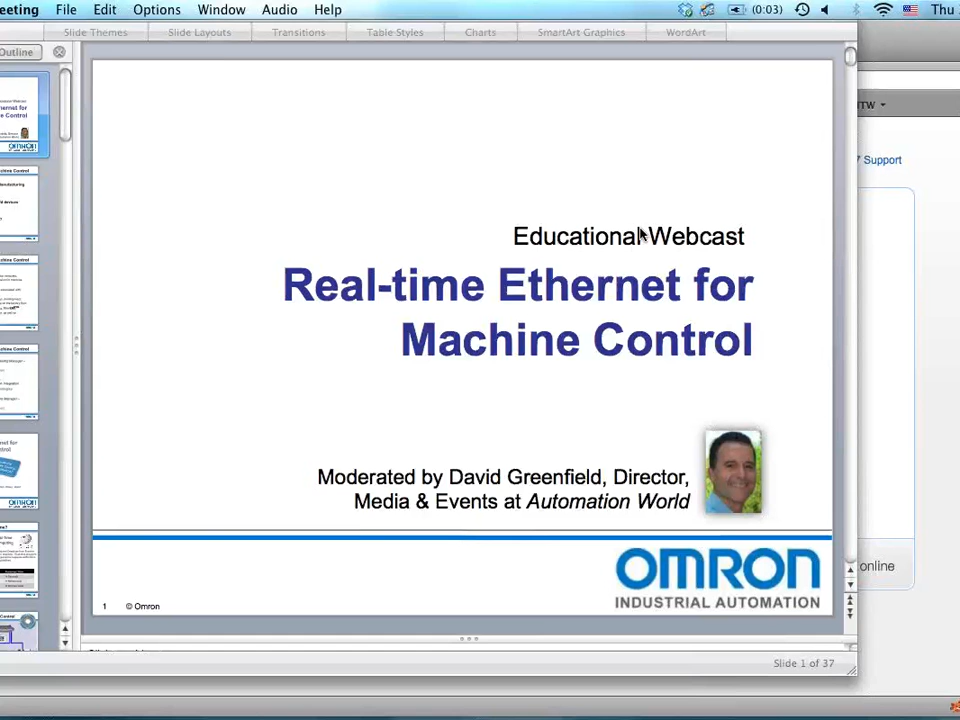 eeting File Edit Options Window Audio Help (0:03) Thu
Slide Themes Slide Layouts Transitions Table Styles Charts SmartArt Graphics WordArt
Outline
TTW
7 Support
Educational Webcast
Real-time Ethernet for
Machine Control
Moderated by David Greenfield, Director,
Media & Events at Automation World
OMRON
INDUSTRIAL AUTOMATION
1 © Omron
online
Slide 1 of 37